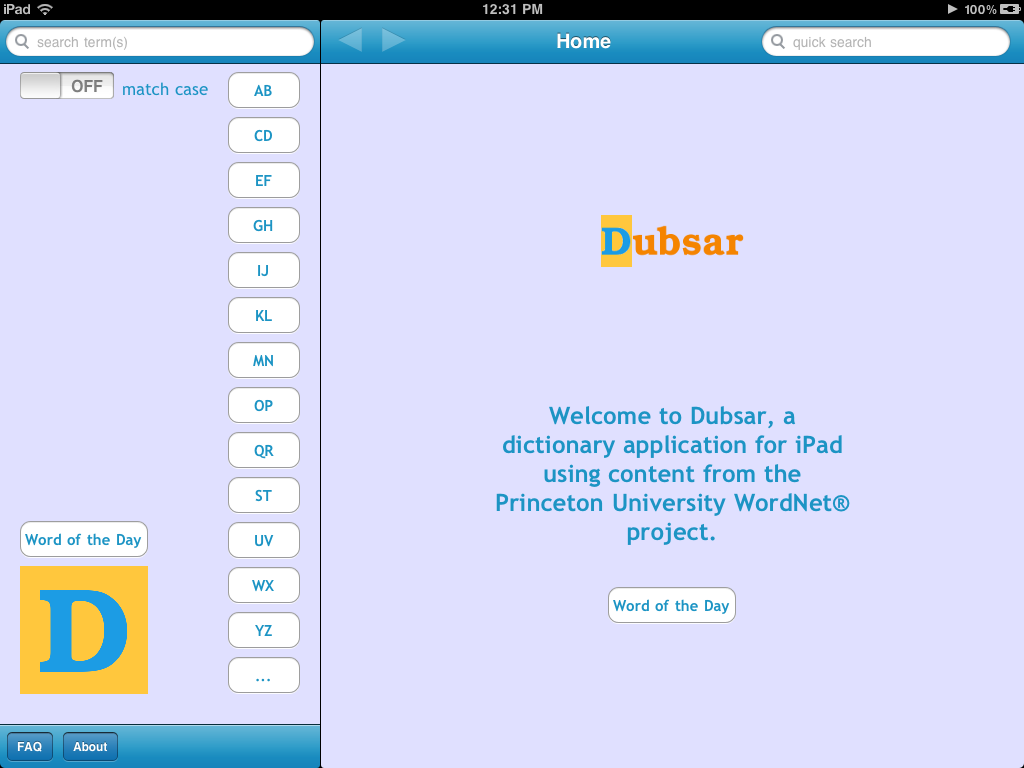 iPad
12:31 PM
100%
search term(s)
Home
quick search
OFF
match case
AB
CD
EF
GH
IJ
KL
MN
OP
QR
ST
UV
WX
YZ
...
Word of the Day
D
FAQ
About
Dubsar
Welcome to Dubsar, a
dictionary application for iPad
using content from the
Princeton University WordNet®
project.
Word of the Day